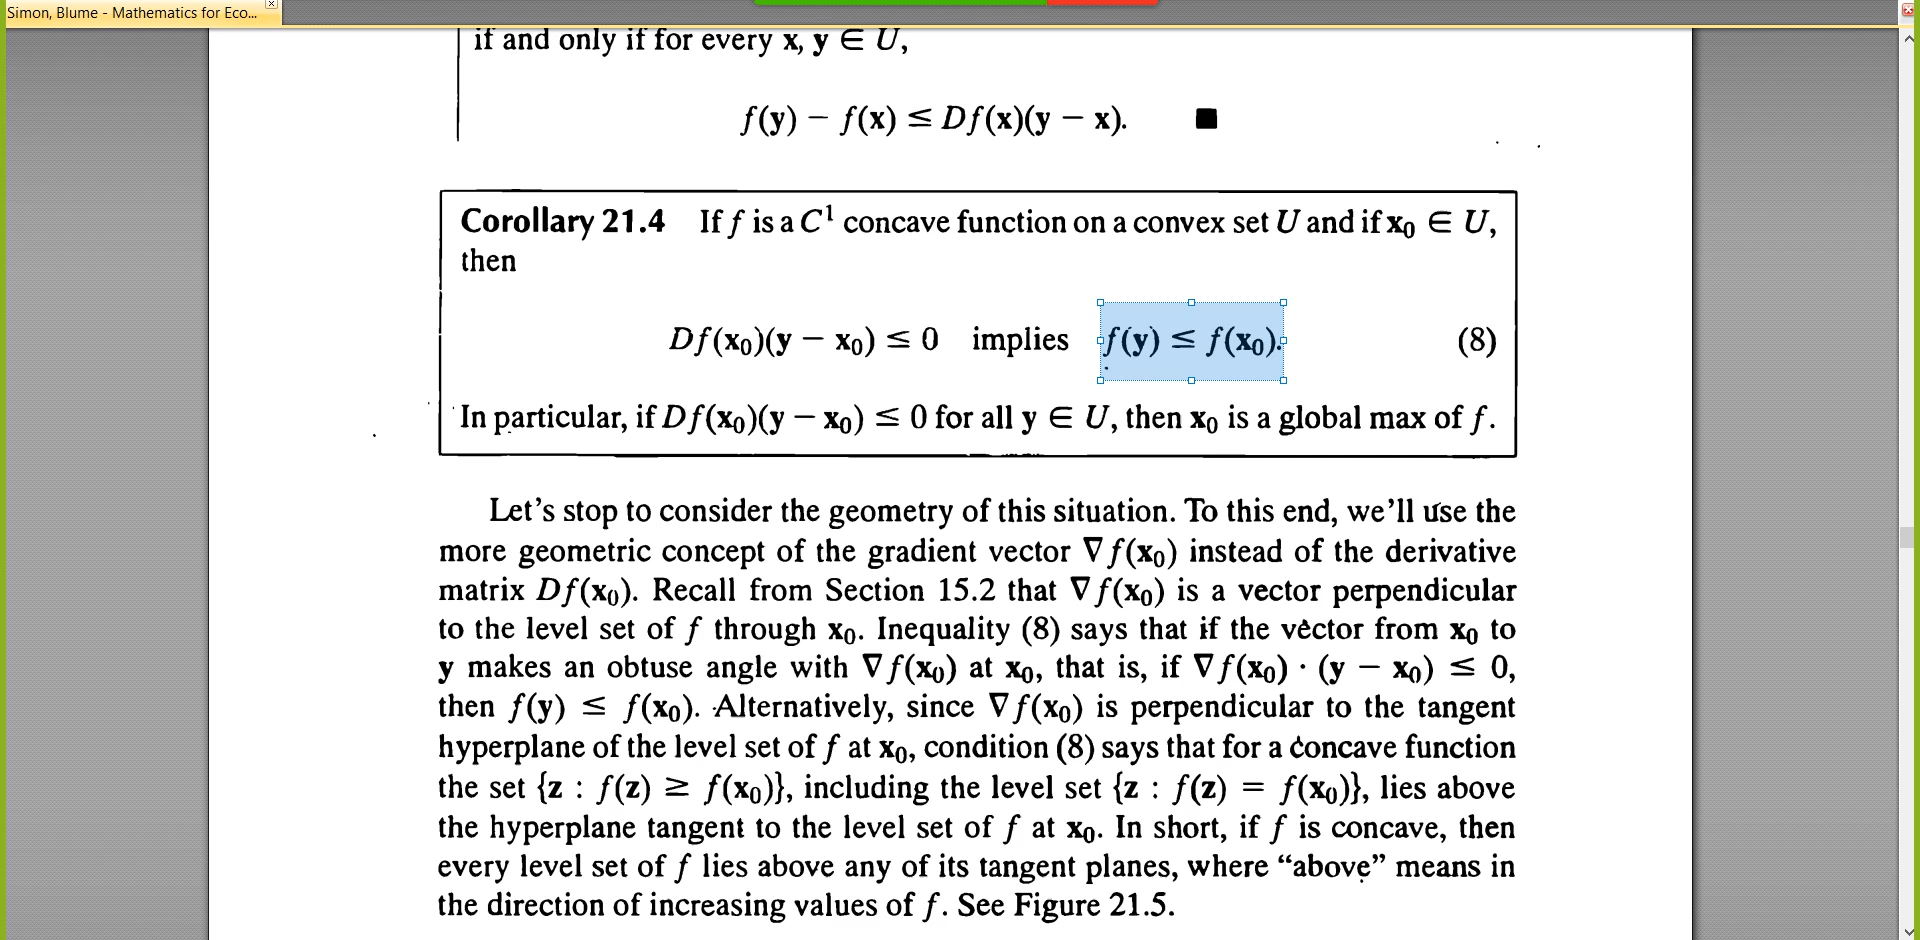 Simon, Blume - Mathematics for Eco...
if and only if for every x, y ∈ U,
f(y) − f(x) ≤ Df(x)(y − x). ■
Corollary 21.4 If f is a C¹ concave function on a convex set U and if x₀ ∈ U,
then
Df(x₀)(y − x₀) ≤ 0 implies f(y) ≤ f(x₀). (8)
In particular, if Df(x₀)(y − x₀) ≤ 0 for all y ∈ U, then x₀ is a global max of f.
Let's stop to consider the geometry of this situation. To this end, we'll use the
more geometric concept of the gradient vector ∇f(x₀) instead of the derivative
matrix Df(x₀). Recall from Section 15.2 that ∇f(x₀) is a vector perpendicular
to the level set of f through x₀. Inequality (8) says that if the vector from x₀ to
y makes an obtuse angle with ∇f(x₀) at x₀, that is, if ∇f(x₀) · (y − x₀) ≤ 0,
then f(y) ≤ f(x₀). Alternatively, since ∇f(x₀) is perpendicular to the tangent
hyperplane of the level set of f at x₀, condition (8) says that for a concave function
the set {z : f(z) ≥ f(x₀)}, including the level set {z : f(z) = f(x₀)}, lies above
the hyperplane tangent to the level set of f at x₀. In short, if f is concave, then
every level set of f lies above any of its tangent planes, where “above” means in
the direction of increasing values of f. See Figure 21.5.